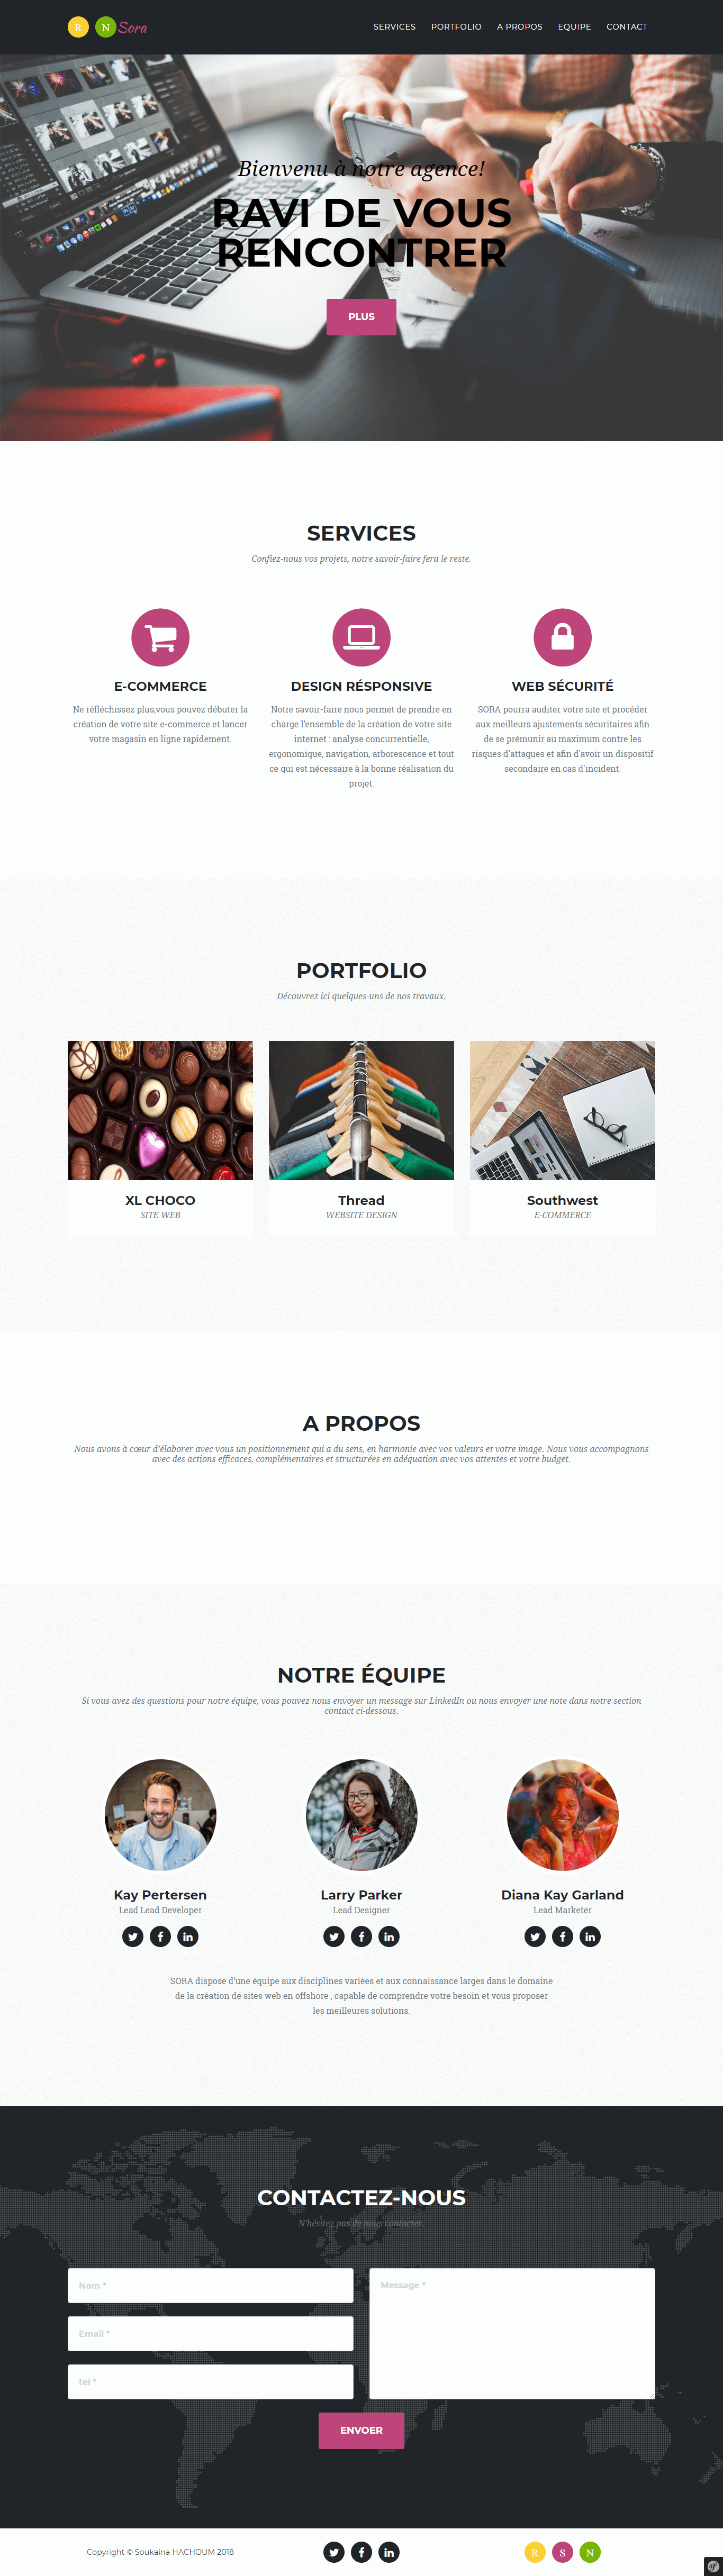 R N Sora
SERVICES PORTFOLIO A PROPOS EQUIPE CONTACT
Bienvenu à notre agence!
RAVI DE VOUS
RENCONTRER
PLUS
SERVICES
Confiez-nous vos projets, notre savoir-faire fera le reste.
E-COMMERCE
Ne réfléchissez plus,vous pouvez débuter la
création de votre site e-commerce et lancer
votre magasin en ligne rapidement.
DESIGN RÉSPONSIVE
Notre savoir-faire nous permet de prendre en
charge l'ensemble de la création de votre site
internet : analyse concurrentielle,
ergonomique, navigation, arborescence et tout
ce qui est nécessaire à la bonne réalisation du
projet.
WEB SÉCURITÉ
SORA pourra auditer votre site et procéder
aux meilleurs ajustements sécuritaires afin
de se prémunir au maximum contre les
risques d'attaques et afin d'avoir un dispositif
secondaire en cas d'incident.
PORTFOLIO
Découvrez ici quelques-uns de nos travaux.
XL CHOCO
SITE WEB
Thread
WEBSITE DESIGN
Southwest
E-COMMERCE
A PROPOS
Nous avons à cœur d'élaborer avec vous un positionnement qui a du sens, en harmonie avec vos valeurs et votre image. Nous vous accompagnons
avec des actions efficaces, complémentaires et structurées en adéquation avec vos attentes et votre budget.
NOTRE ÉQUIPE
Si vous avez des questions pour notre équipe, vous pouvez nous envoyer un message sur LinkedIn ou nous envoyer une note dans notre section
contact ci-dessous.
Kay Pertersen
Lead Lead Developer
Larry Parker
Lead Designer
Diana Kay Garland
Lead Marketer
SORA dispose d'une équipe aux disciplines variées et aux connaissance larges dans le domaine
de la création de sites web en offshore , capable de comprendre votre besoin et vous proposer
les meilleures solutions.
CONTACTEZ-NOUS
N'hésitez pas de nous contacter.
Nom *
Email *
tel *
Message *
ENVOER
Copyright © Soukaina HACHOUM 2018
R S N